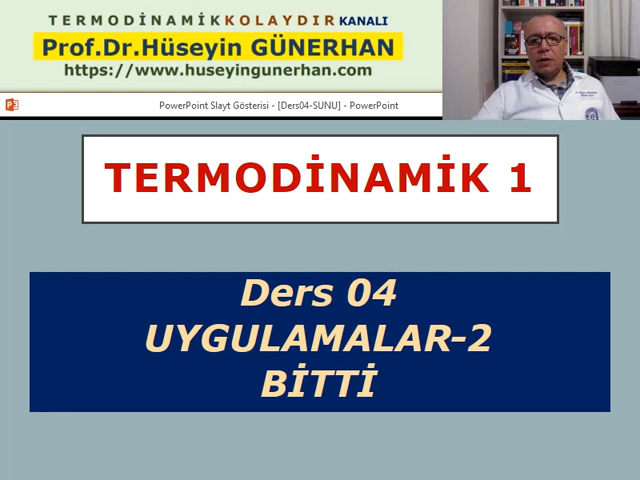 TERMODİNAMİKKOLAYDIR KANALI
Prof.Dr.Hüseyin GÜNERHAN
https://www.huseyingunerhan.com
PowerPoint Slayt Gösterisi - [Ders04-SUNU] - PowerPoint
TERMODİNAMİK 1
Ders 04
UYGULAMALAR-2
BİTTİ